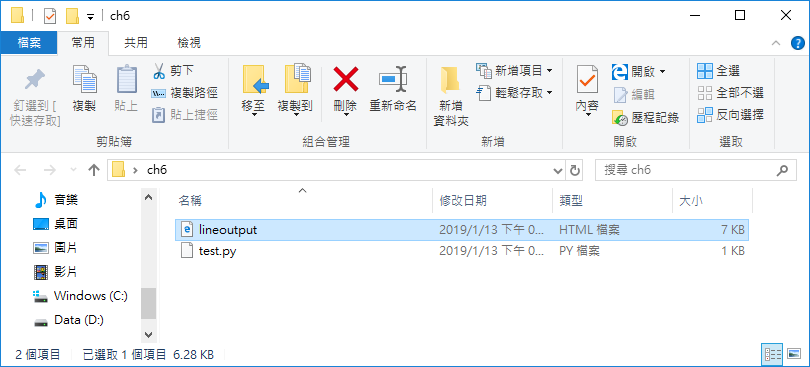 ch6
檔案 常用 共用 檢視
釘選到 [快速存取]
複製
貼上
剪下
複製路徑
貼上捷徑
剪貼簿
移至
複製到
刪除
重新命名
組合管理
新增資料夾
新增項目
輕鬆存取
新增
內容
開啟
編輯
歷程記錄
開啟
全選
全部不選
反向選擇
選取
ch6
搜尋 ch6
音樂
桌面
圖片
影片
Windows (C:)
Data (D:)
名稱 修改日期 類型 大小
lineoutput 2019/1/13 下午 0... HTML 檔案 7 KB
test.py 2019/1/13 下午 0... PY 檔案 1 KB
2 個項目 已選取 1 個項目 6.28 KB